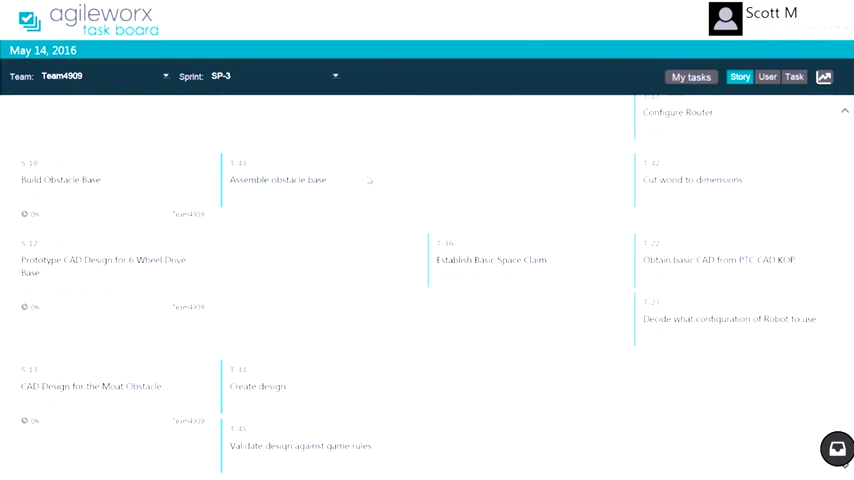 agileworx
task board
Scott M
May 14, 2016
Team: Team4909 Sprint: SP-3 My tasks Story User Task
Configure Router
S-10 T-43 T-42
Build Obstacle Base Assemble obstacle base Cut wood to dimensions
0h Team4909
S-12 T-16 T-22
Prototype CAD Design for 6 Wheel Drive Establish Basic Space Claim Obtain basic CAD from PTC CAD KOP
Base
T-27
0h Team4909
Decide what configuration of Robot to use
S-13 T-44
CAD Design for the Moat Obstacle Create design
0h Team4909
T-45
Validate design against game rules